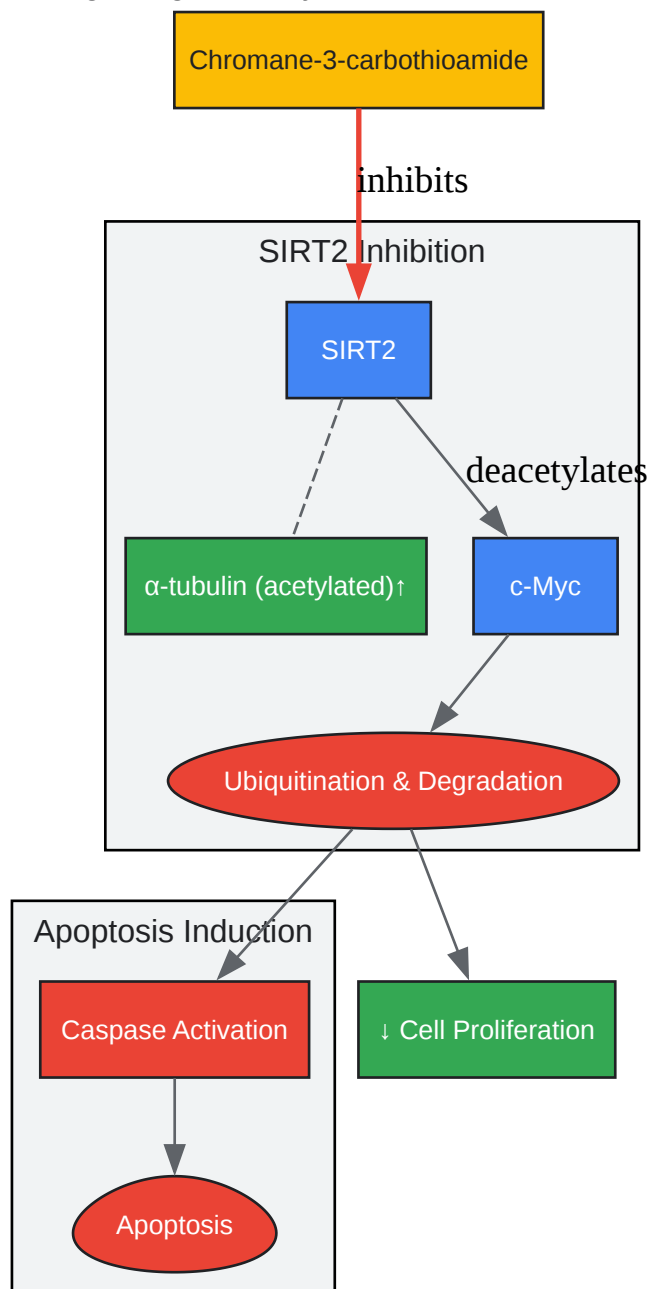 Chromane-3-carbothioamide
inhibits
SIRT2 Inhibition
SIRT2
deacetylates
α-tubulin (acetylated)↑
c-Myc
Ubiquitination & Degradation
Apoptosis Induction
Caspase Activation
↓ Cell Proliferation
Apoptosis